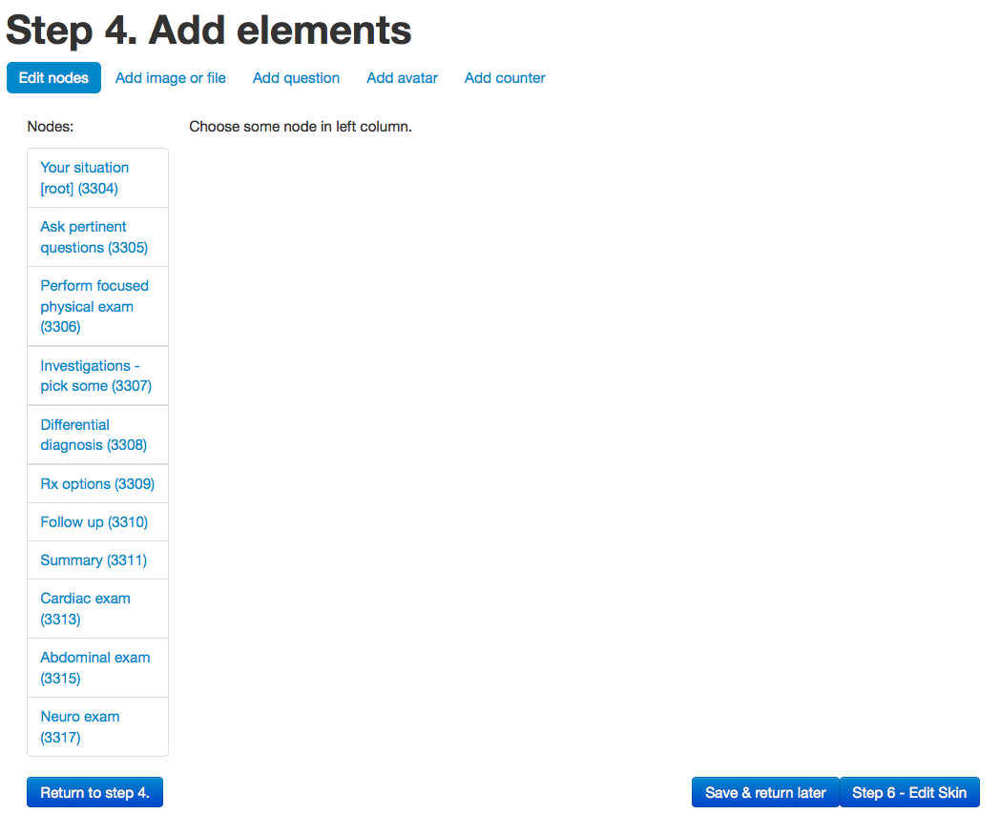 Step 4. Add elements
Edit nodes Add image or file Add question Add avatar Add counter
Nodes:
Choose some node in left column.
Your situation
[root] (3304)
Ask pertinent
questions (3305)
Perform focused
physical exam
(3306)
Investigations -
pick some (3307)
Differential
diagnosis (3308)
Rx options (3309)
Follow up (3310)
Summary (3311)
Cardiac exam
(3313)
Abdominal exam
(3315)
Neuro exam
(3317)
Return to step 4.
Save & return later
Step 6 - Edit Skin